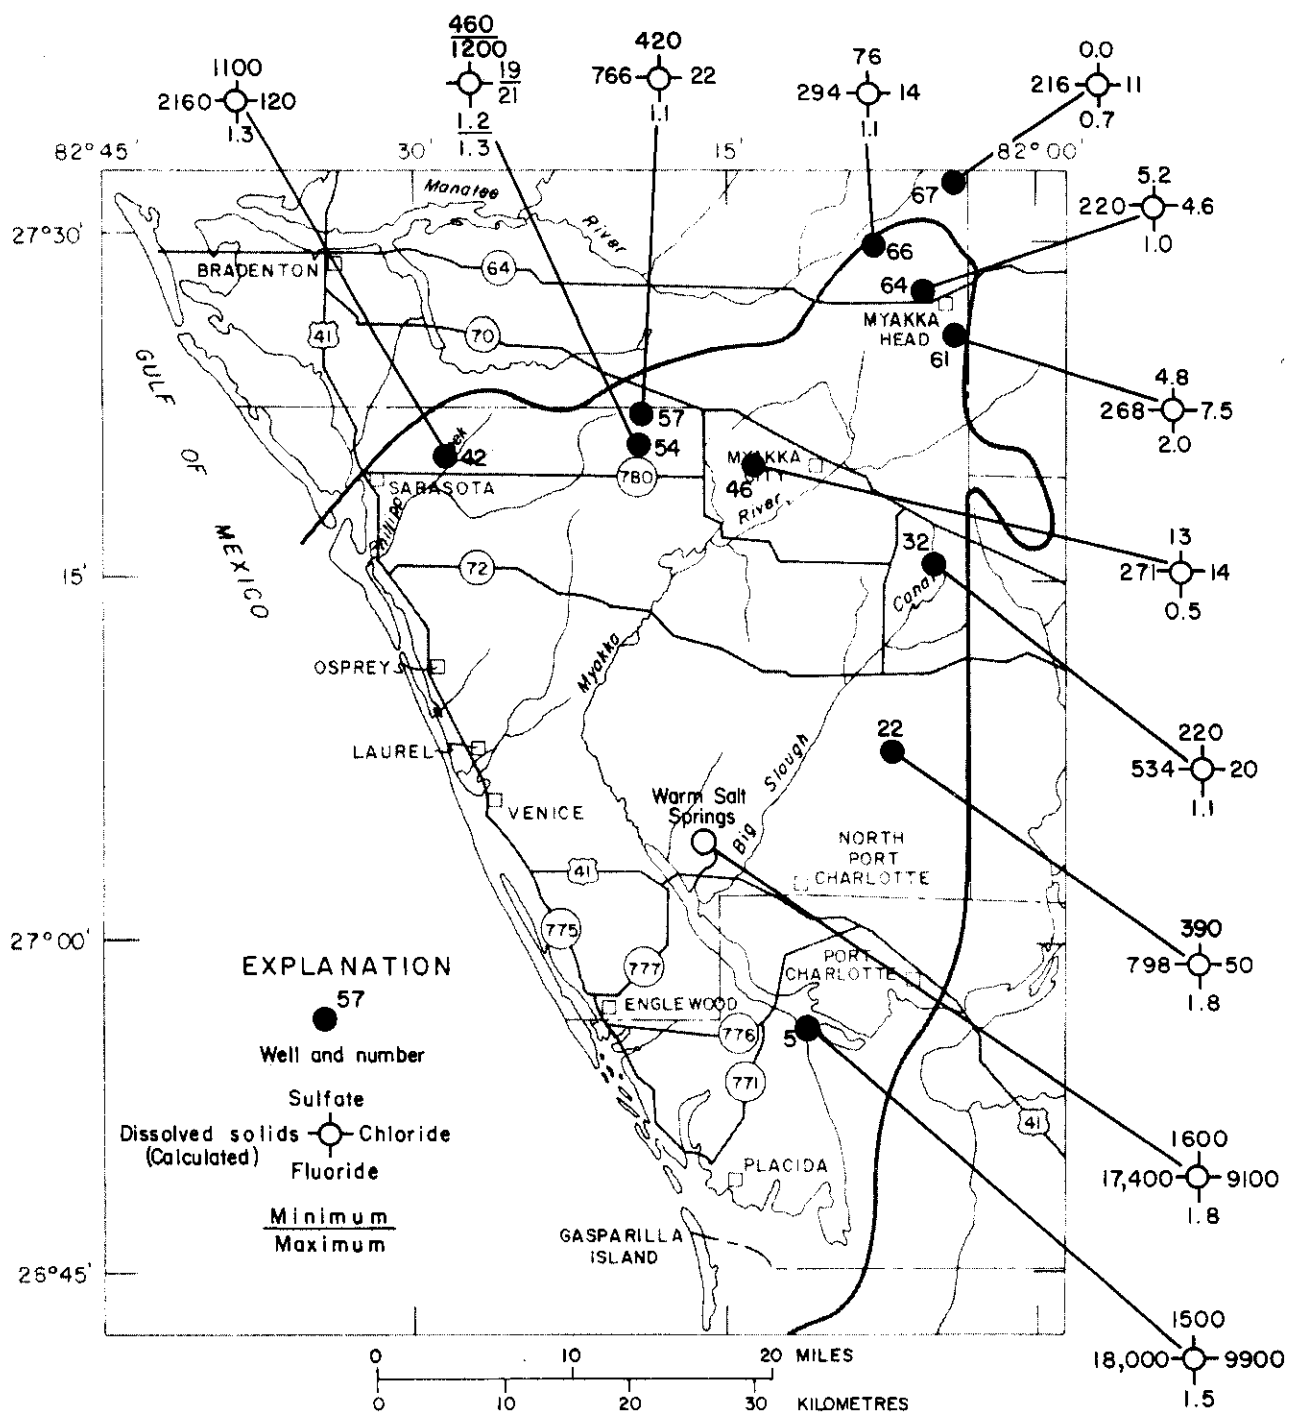 460
1200
19
21
1.2
1.3
1100
2160
120
1.3
420
766
22
1.1
76
294
14
1.1
0.0
216
11
0.7
82°45'
30'
15'
82°00'
5.2
220
4.6
1.0
27°30'
Manatee
River
67
66
64
BRADENTON
64
MYAKKA
HEAD
61
41
70
4.8
268
7.5
2.0
GULF
OF
MEXICO
57
54
42
780
SARASOTA
MYAKKA
CITY
46
River
13
271
14
0.5
32
Canal
15'
72
OSPREY
Myakka
LAUREL
22
220
534
20
1.1
Big Slough
Warm Salt
Springs
VENICE
NORTH
PORT
CHARLOTTE
41
775
777
27°00'
390
798
50
1.8
PORT
CHARLOTTE
ENGLEWOOD
776
5
771
41
EXPLANATION
57
Well and number
Sulfate
Dissolved solids
(Calculated)
Chloride
Fluoride
Minimum
Maximum
PLACIDA
GASPARILLA
ISLAND
1600
17,400
9100
1.8
26°45'
1500
18,000
9900
1.5
0 10 20 MILES
0 10 20 30 KILOMETRES